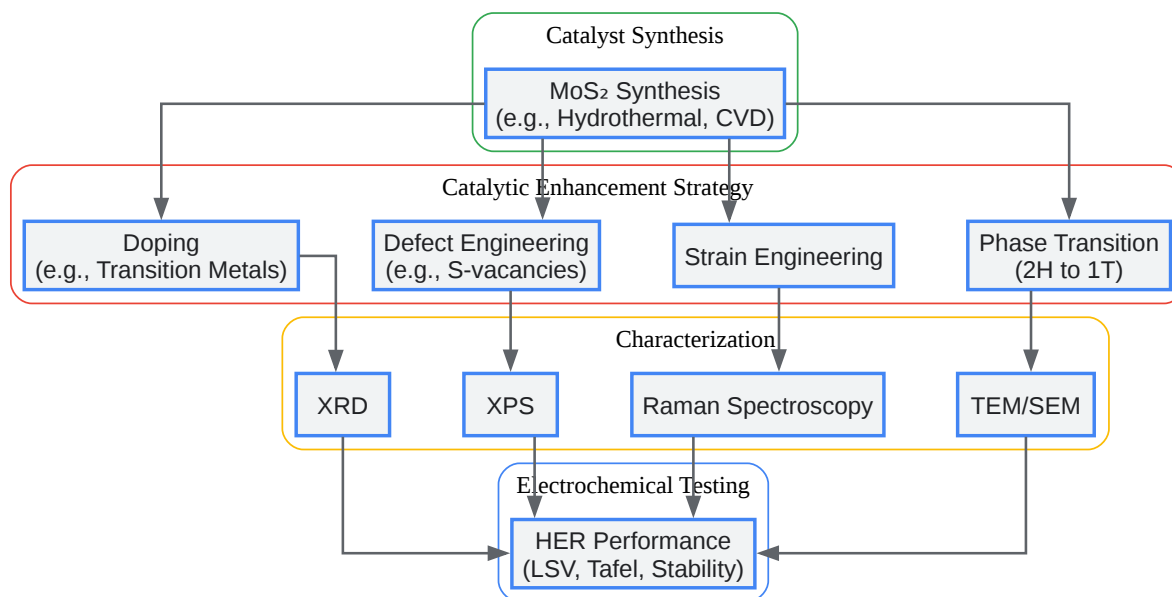 Catalyst Synthesis
MoS₂ Synthesis
(e.g., Hydrothermal, CVD)
Catalytic Enhancement Strategy
Doping
(e.g., Transition Metals)
Defect Engineering
(e.g., S-vacancies)
Strain Engineering
Phase Transition
(2H to 1T)
Characterization
XRD
XPS
Raman Spectroscopy
TEM/SEM
Electrochemical Testing
HER Performance
(LSV, Tafel, Stability)